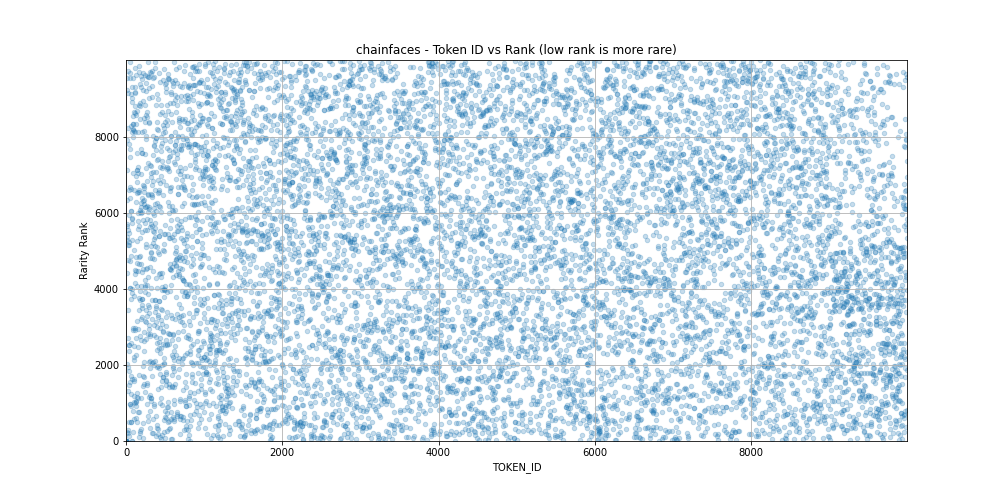 chainfaces - Token ID vs Rank (low rank is more rare)
Rarity Rank
8000
6000
4000
2000
0
0 2000 4000 6000 8000
TOKEN_ID